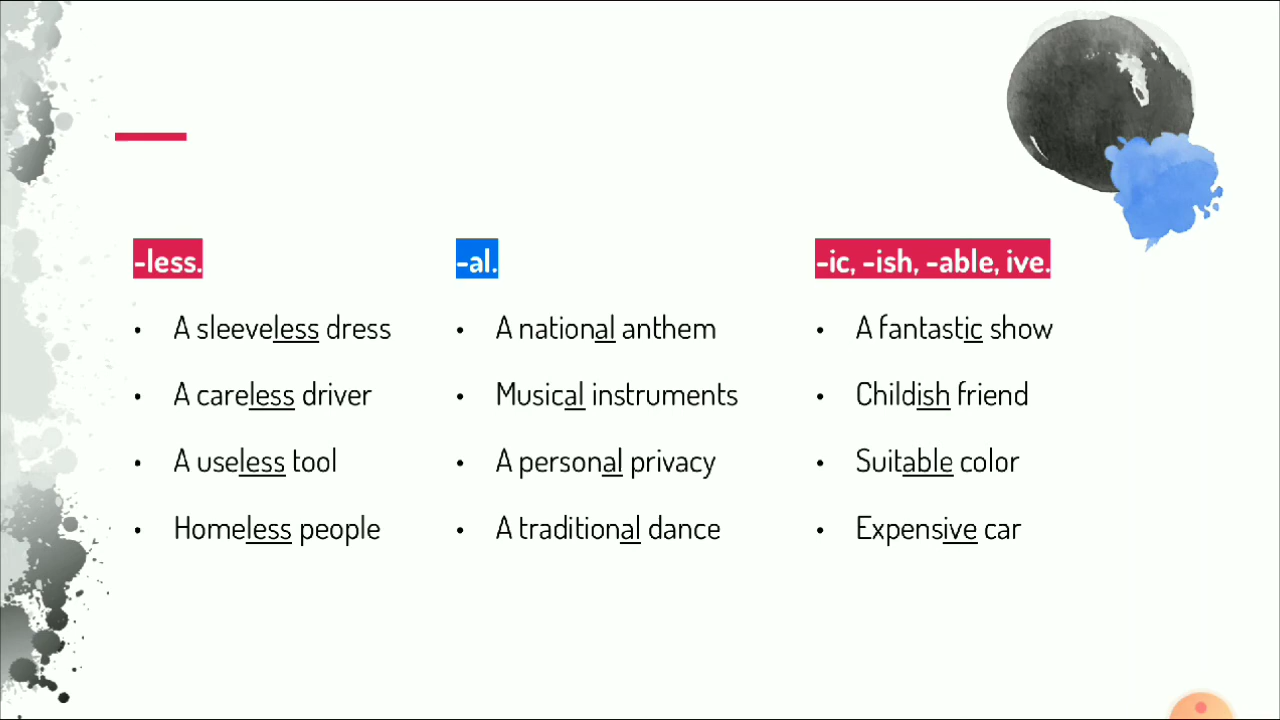 -less.
• A sleeveless dress
• A careless driver
• A useless tool
• Homeless people
-al.
• A national anthem
• Musical instruments
• A personal privacy
• A traditional dance
-ic, -ish, -able, ive.
• A fantastic show
• Childish friend
• Suitable color
• Expensive car